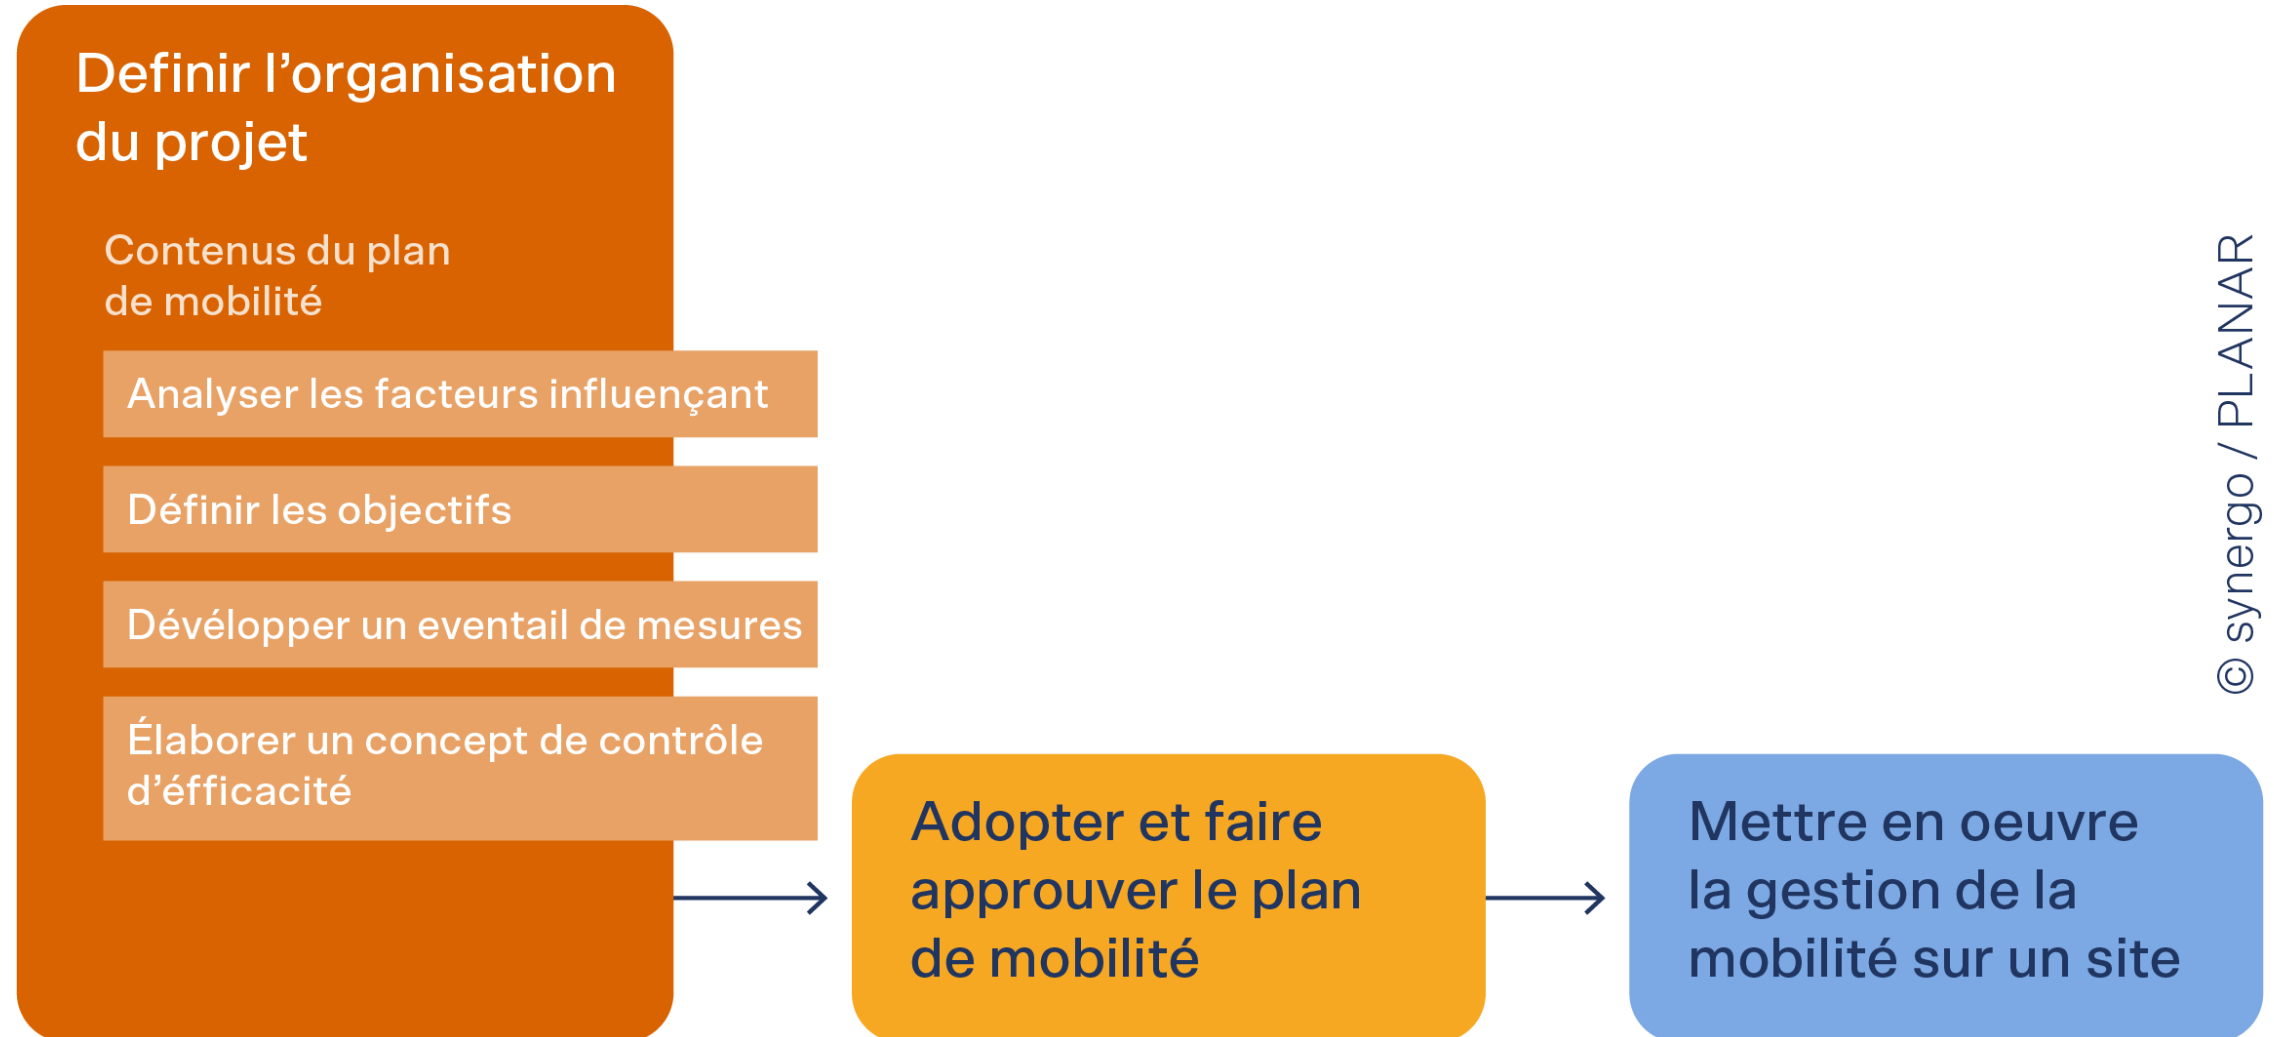 Definir l’organisation
du projet
Contenus du plan
de mobilité
Analyser les facteurs influençant
Définir les objectifs
Dévélopper un eventail de mesures
Élaborer un concept de contrôle
d’éfficacité
Adopter et faire
approuver le plan
de mobilité
Mettre en oeuvre
la gestion de la
mobilité sur un site
© synergo / PLANAR